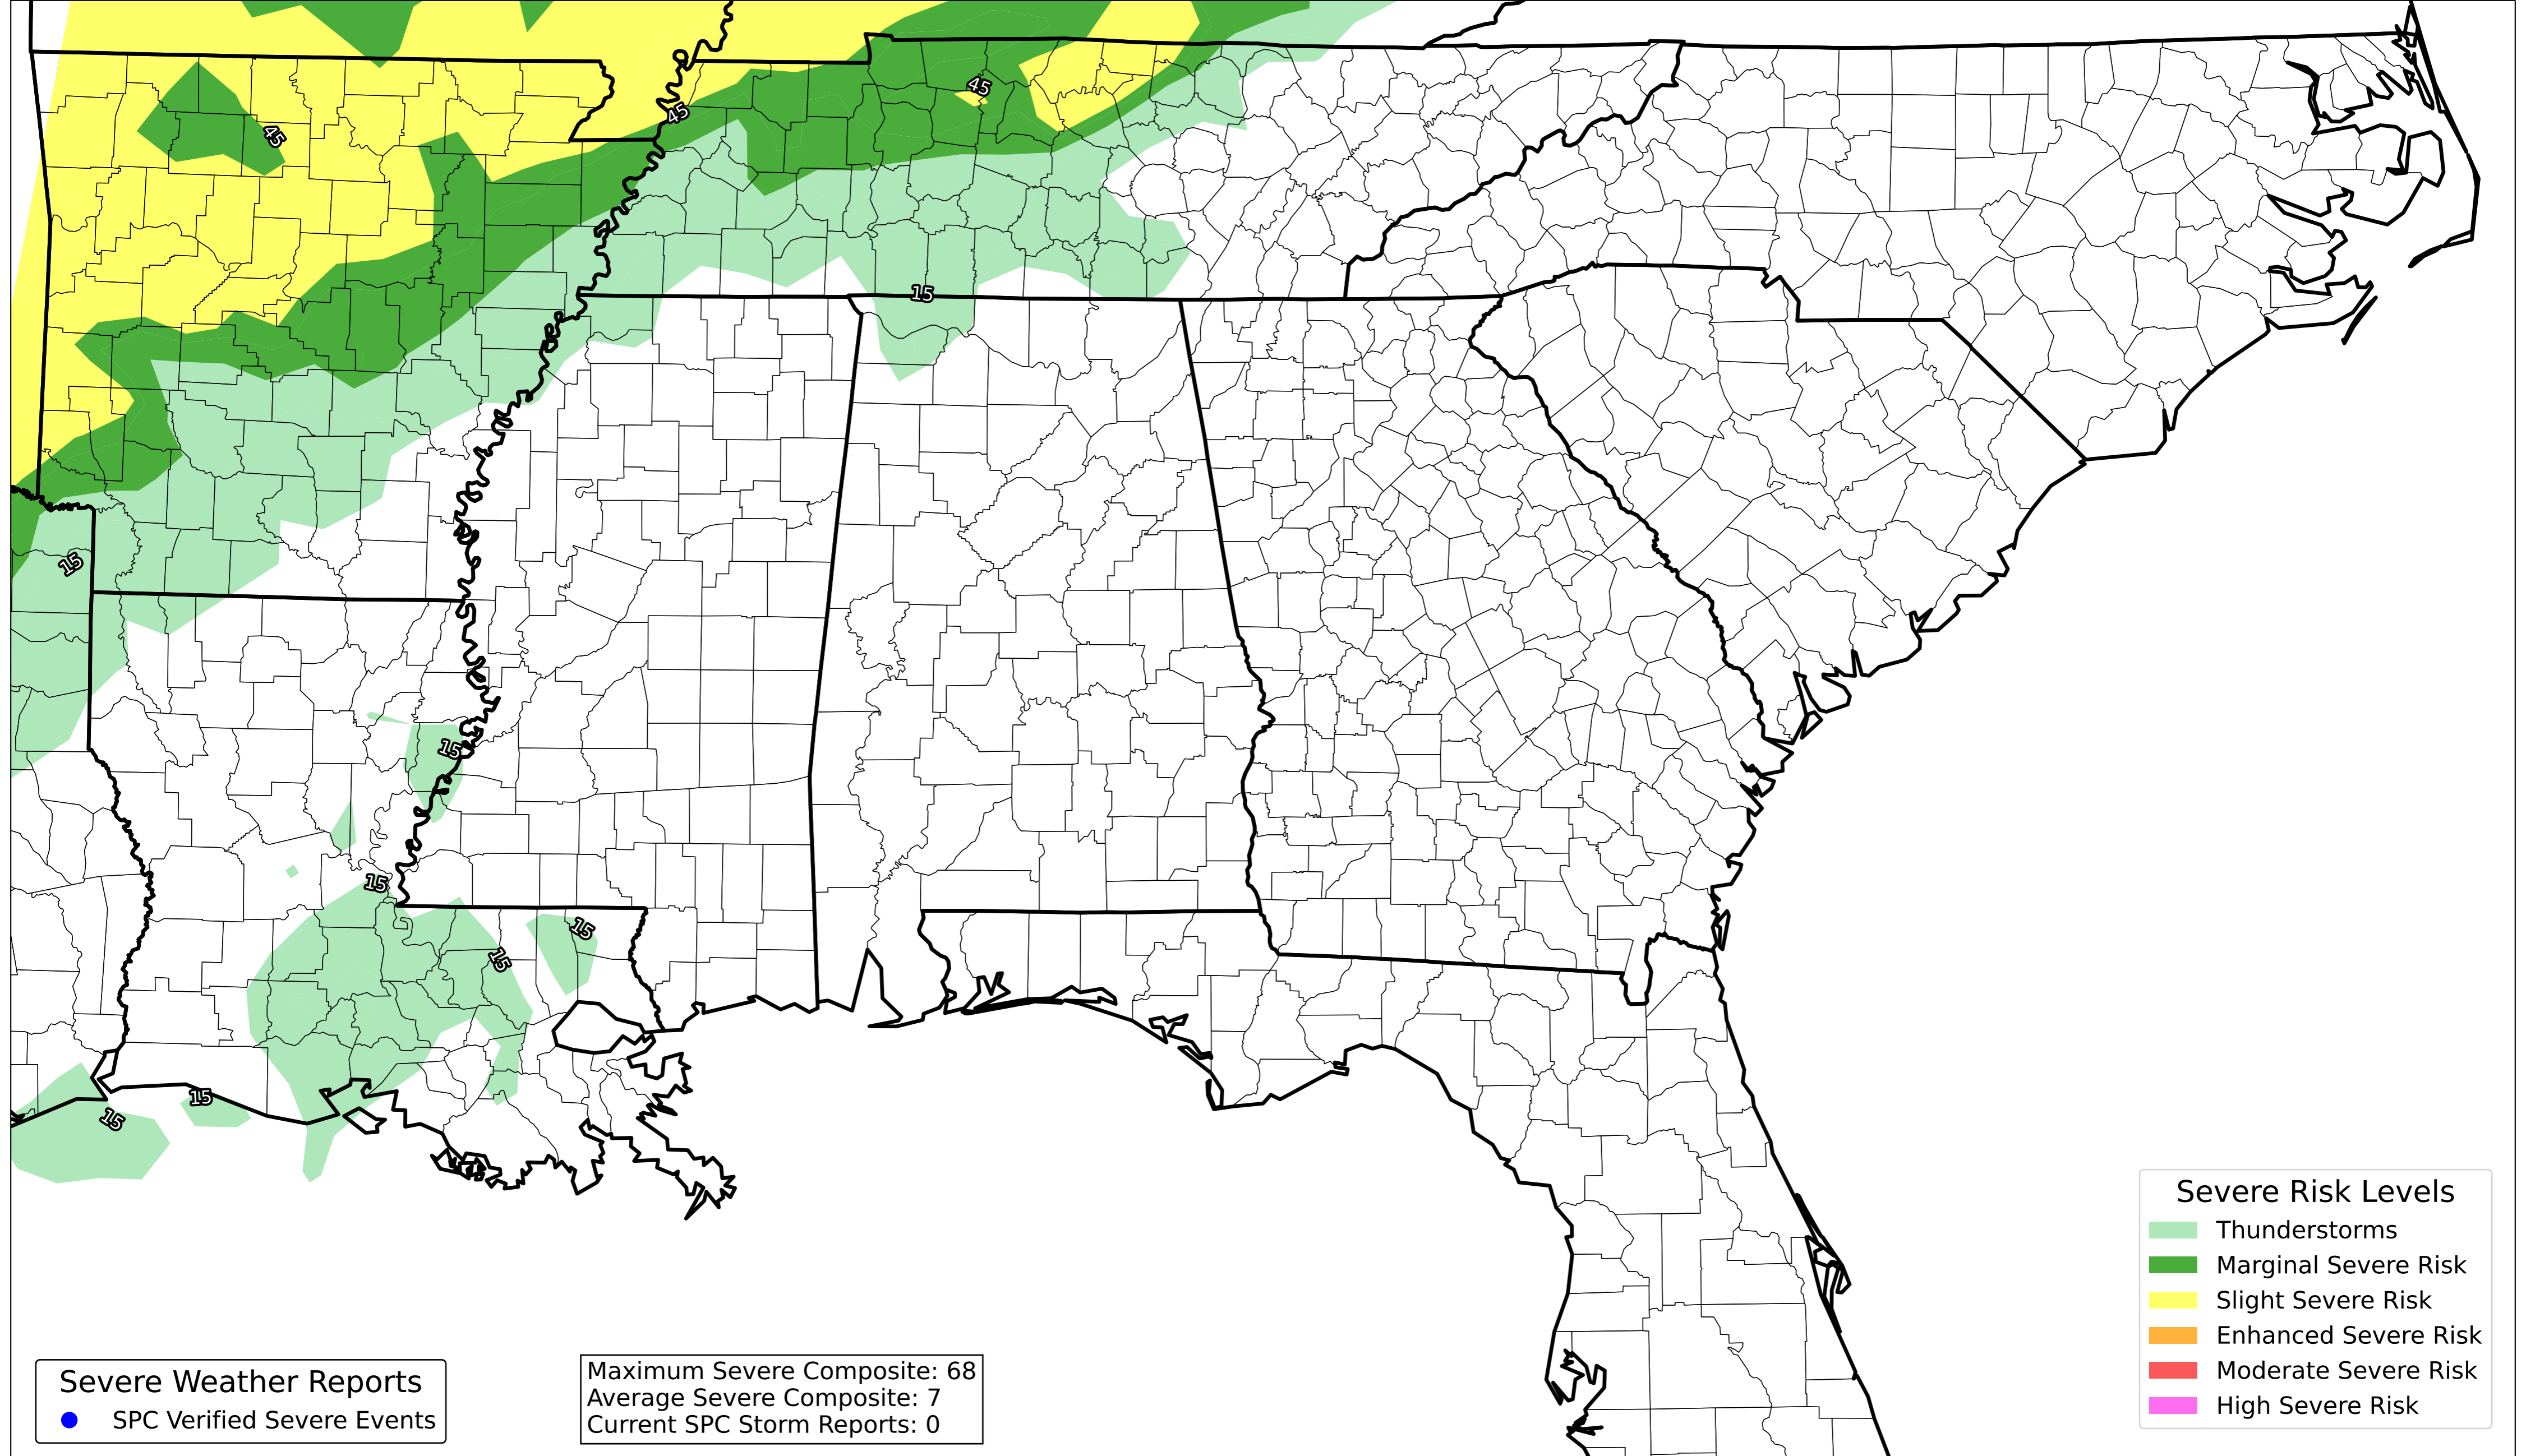 45
45
45
15
15
15
15
15
15
15
15
Severe Risk Levels
Thunderstorms
Marginal Severe Risk
Slight Severe Risk
Enhanced Severe Risk
Moderate Severe Risk
High Severe Risk
Severe Weather Reports
SPC Verified Severe Events
Maximum Severe Composite: 68
Average Severe Composite: 7
Current SPC Storm Reports: 0